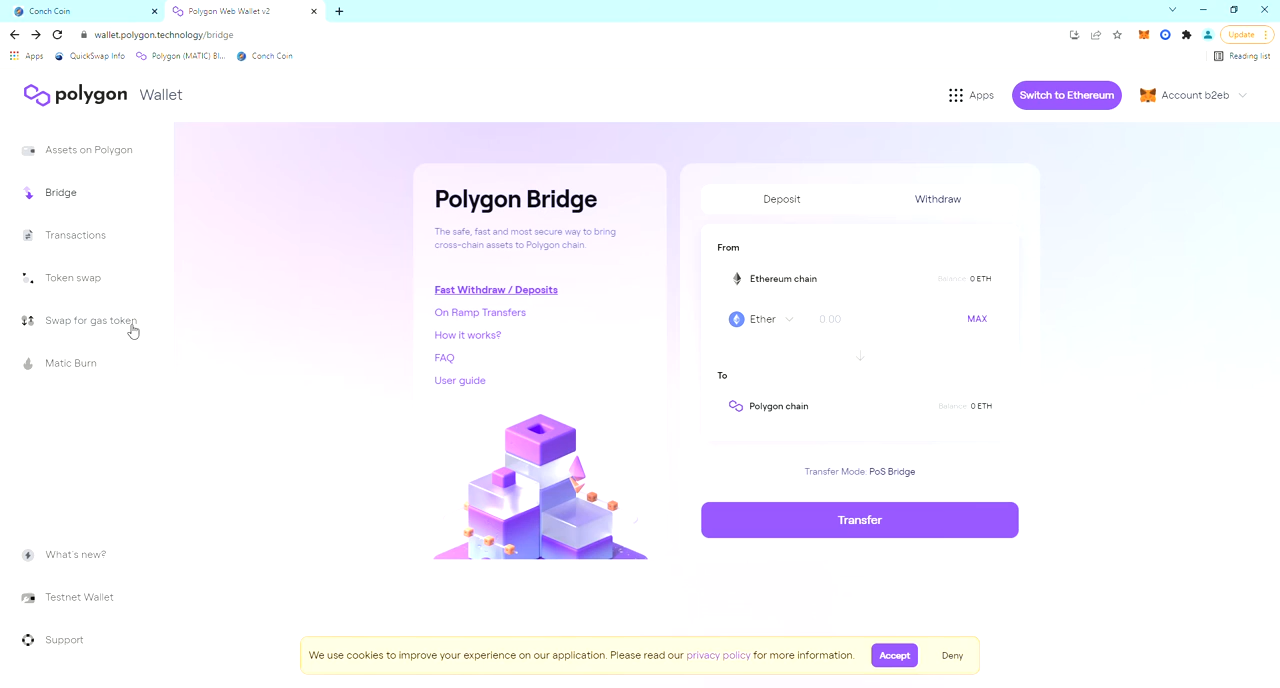 Conch Coin
Polygon Web Wallet v2
wallet.polygon.technology/bridge
Update
Apps
QuickSwap Info
Polygon (MATIC) Bl...
Conch Coin
Reading list
polygon Wallet
Apps
Switch to Ethereum
Account b2eb
Assets on Polygon
Bridge
Transactions
Token swap
Swap for gas token
Matic Burn
What's new?
Testnet Wallet
Support
Polygon Bridge
The safe, fast and most secure way to bring
cross-chain assets to Polygon chain.
Fast Withdraw / Deposits
On Ramp Transfers
How it works?
FAQ
User guide
Deposit
Withdraw
From
Ethereum chain
Balance: 0 ETH
Ether
0.00
MAX
To
Polygon chain
Balance: 0 ETH
Transfer Mode: PoS Bridge
Transfer
We use cookies to improve your experience on our application. Please read our privacy policy for more information.
Accept
Deny